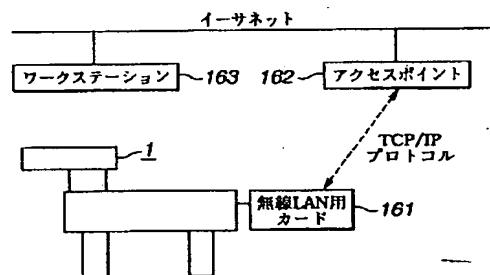 イーサネット
ワークステーション 163 162 アクセスポイント
TCP/IP
プロトコル
1
無線LAN用
カード 161